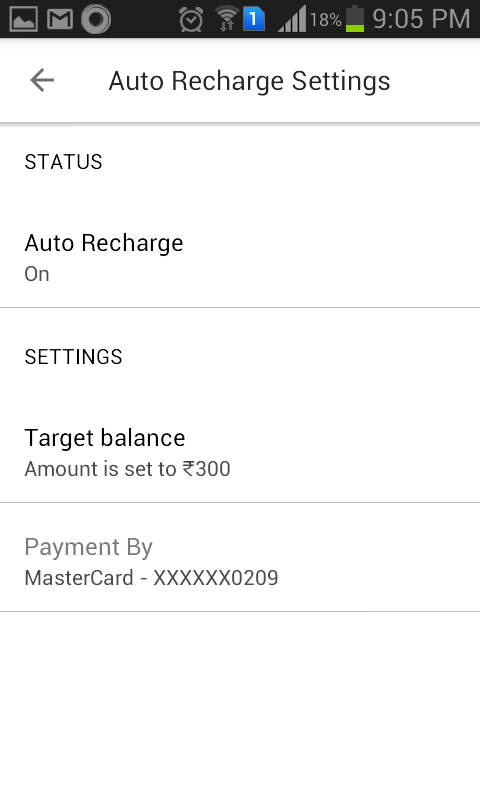 1 18% 9:05 PM
Auto Recharge Settings
STATUS
Auto Recharge
On
SETTINGS
Target balance
Amount is set to ₹300
Payment By
MasterCard - XXXXXX0209